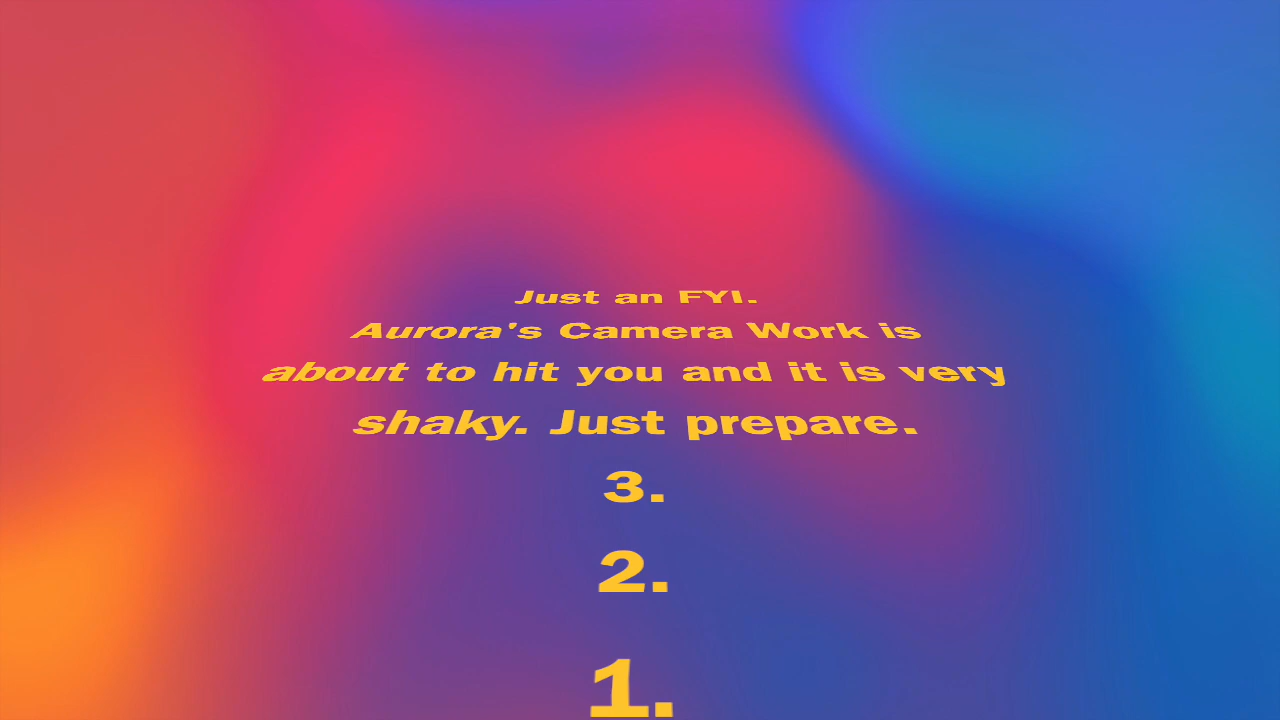 Just an FYI.
Aurora's Camera Work is
about to hit you and it is very
shaky. Just prepare.
3.
2.
1.